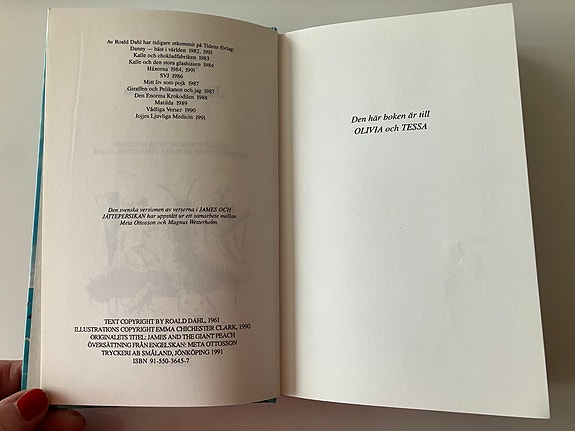 Av Roald Dahl har tidigare utkommit på Tidens förlag:
Danny — bäst i världen 1982, 1991
Kalle och chokladfabriken 1983
Kalle och den stora glashissen 1984
Häxorna 1984, 1991
SVJ 1986
Mitt liv som pojk 1987
Giraffen och Pelikanen och jag 1987
Den Enorma Krokodilen 1988
Matilda 1989
Vådliga Verser 1990
Jojjes Ljuvliga Medicin 1991
Den svenska versionen av verserna i JAMES OCH
JÄTTEPERSIKAN har uppstått ur ett samarbete mellan
Meta Ottosson och Magnus Wetterholm.
TEXT COPYRIGHT BY ROALD DAHL, 1961
ILLUSTRATIONS COPYRIGHT EMMA CHICHESTER CLARK, 1990
ORIGINALETS TITEL: JAMES AND THE GIANT PEACH
ÖVERSÄTTNING FRÅN ENGELSKAN: META OTTOSSON
TRYCKERI AB SMÅLAND, JÖNKÖPING 1991
ISBN 91-550-3645-7
Den här boken är till
OLIVIA och TESSA